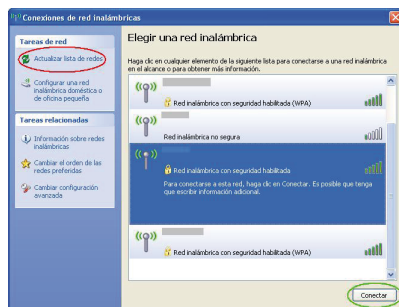 Conexiones de red inalámbricas
Tareas de red
Actualizar lista de redes
Configurar una red
inalámbrica doméstica o
de oficina pequeña
Tareas relacionadas
Información sobre redes
inalámbricas
Cambiar el orden de las
redes preferidas
Cambiar configuración
avanzada
Elegir una red inalámbrica
Haga clic en cualquier elemento de la siguiente lista para conectarse a una red inalámbrica
en el alcance o para obtener más información.
Red inalámbrica con seguridad habilitada (WPA)
Red inalámbrica no segura
Red inalámbrica con seguridad habilitada
Para conectarse a esta red, haga clic en Conectar. Es posible que tenga
que escribir información adicional.
Red inalámbrica con seguridad habilitada (WPA)
Conectar